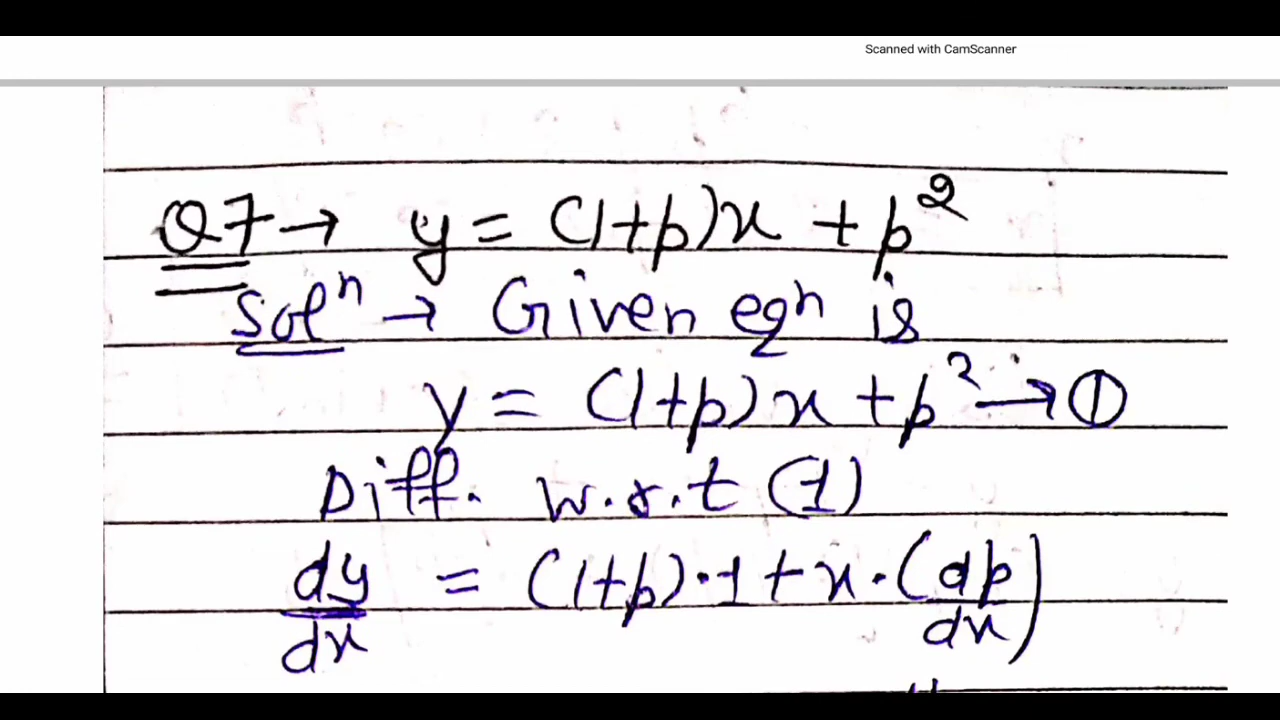 Scanned with CamScanner
Q7 → y = (1+p)x + p²
Solⁿ → Given eqⁿ is
y = (1+p)x + p² → ①
Diff. w.r.t (1)
dy/dx = (1+p)·1 + x·(dp/dx)